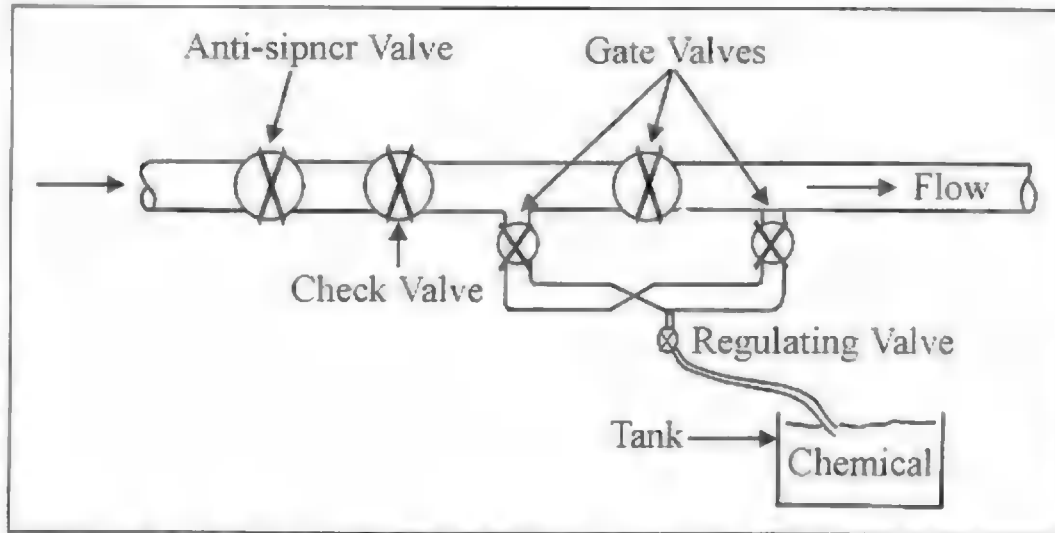 Anti-sipncr Valve
Gate Valves
Flow
Check Valve
Regulating Valve
Tank
Chemical